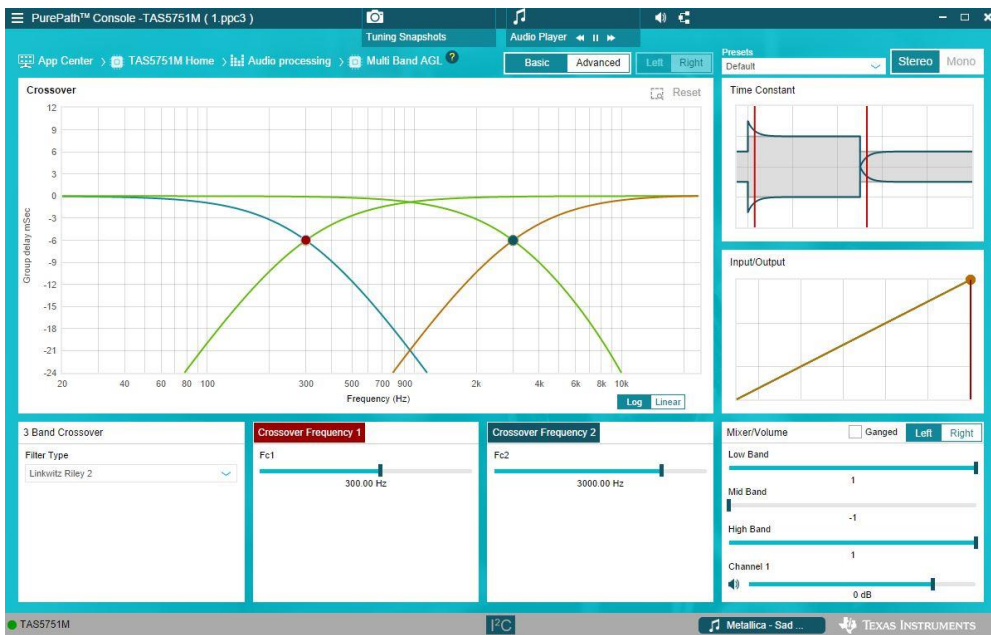 PurePath™ Console -TAS5751M ( 1.ppc3 )
Tuning Snapshots
Audio Player
App Center > TAS5751M Home > Audio processing > Multi Band AGL ?
Basic Advanced
Left Right
Presets
Default
Stereo Mono
Crossover
Reset
12
9
6
3
0
-3
-6
-9
-12
-15
-18
-21
-24
Group delay mSec
20 40 60 80 100 300 500 700 900 2k 4k 6k 8k 10k
Frequency (Hz)
Log Linear
Time Constant
Input/Output
3 Band Crossover
Filter Type
Linkwitz Riley 2
Crossover Frequency 1
Fc1
300.00 Hz
Crossover Frequency 2
Fc2
3000.00 Hz
Mixer/Volume Ganged Left Right
Low Band
1
Mid Band
-1
High Band
1
Channel 1
0 dB
TAS5751M
I²C
Metallica - Sad ...
TEXAS INSTRUMENTS